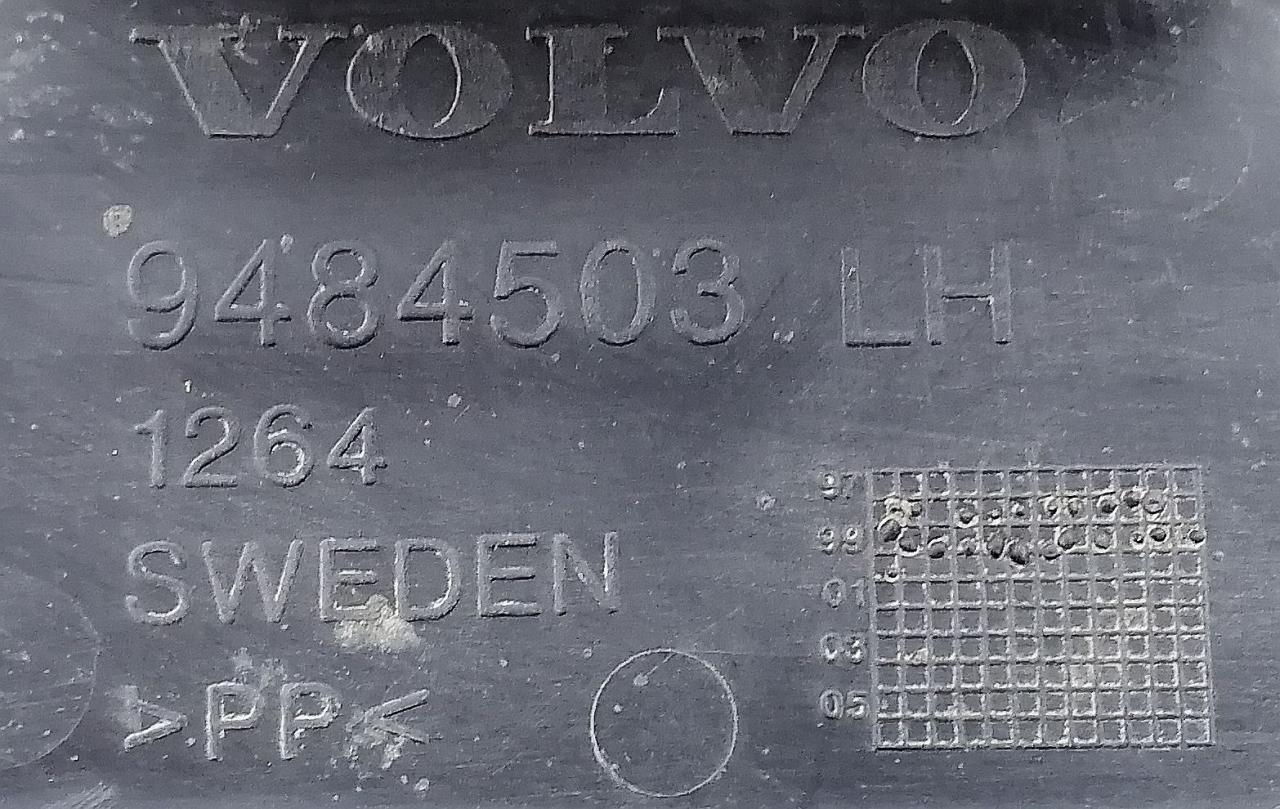 VOLVO
9484503 LH
1264
SWEDEN
>PP<
97
99
01
03
05